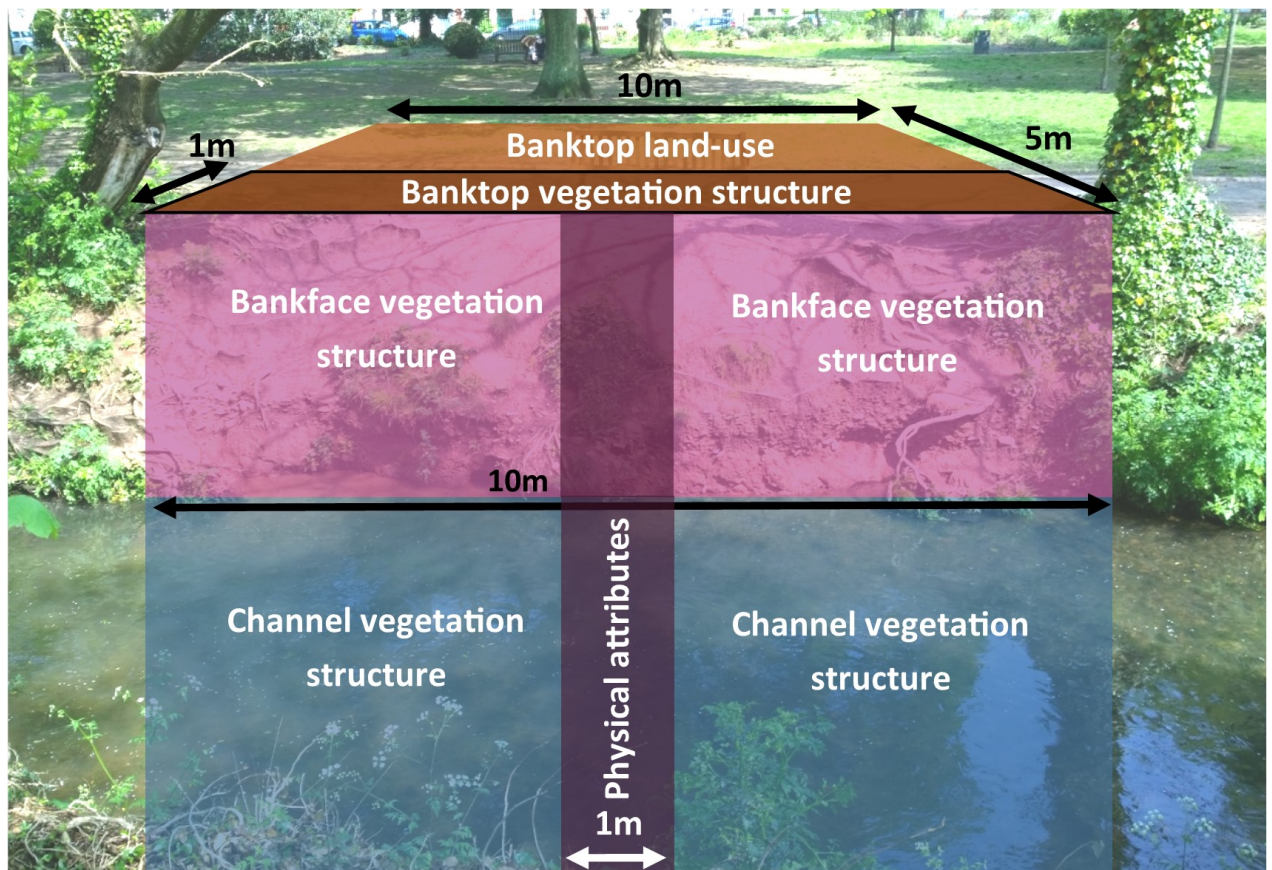 10m
1m
5m
Banktop land-use
Banktop vegetation structure
Bankface vegetation
structure
Bankface vegetation
structure
10m
Channel vegetation
structure
Channel vegetation
structure
Physical attributes
1m